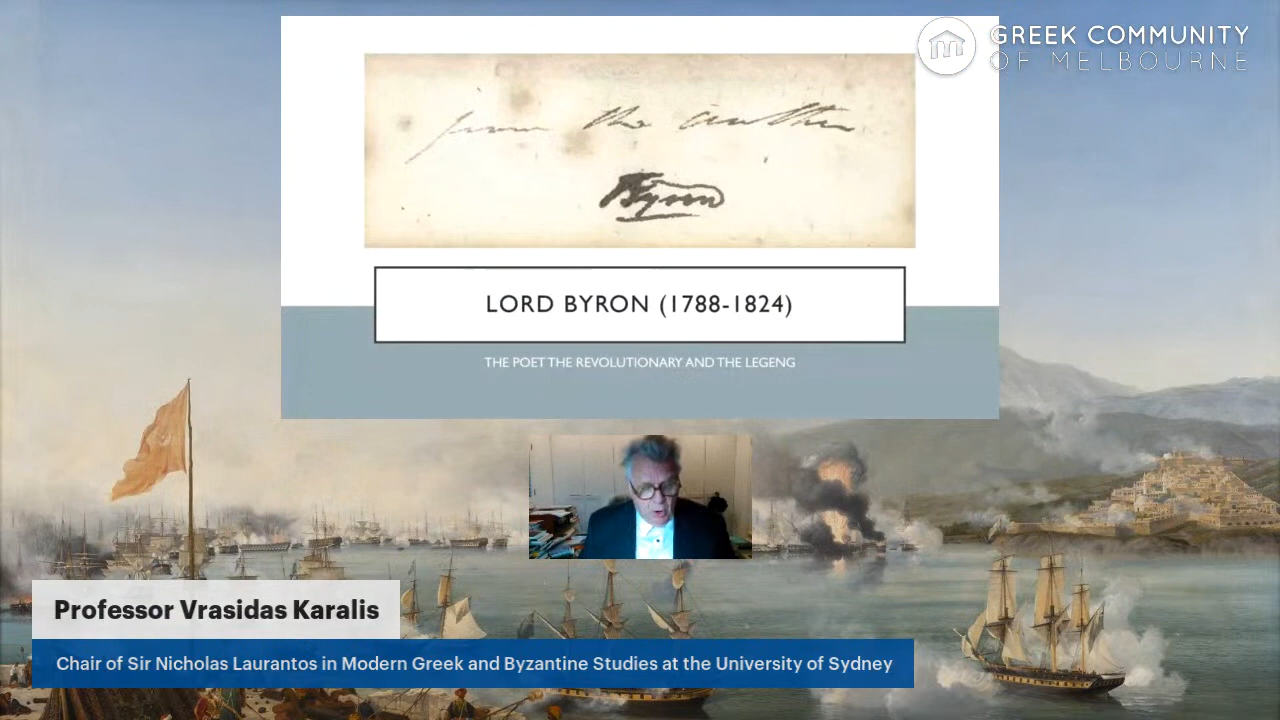 GREEK COMMUNITY
OF MELBOURNE
from the author
Byron
LORD BYRON (1788-1824)
THE POET THE REVOLUTIONARY AND THE LEGENG
Professor Vrasidas Karalis
Chair of Sir Nicholas Laurantos in Modern Greek and Byzantine Studies at the University of Sydney